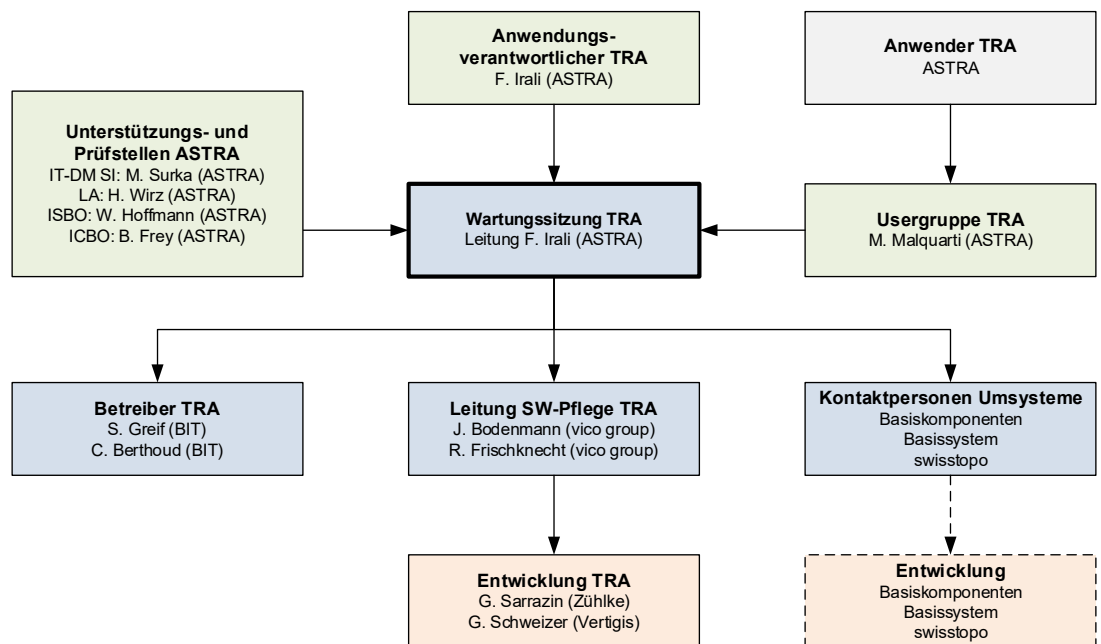 Anwendungs-
verantwortlicher TRA
F. Irali (ASTRA)
Anwender TRA
ASTRA
Unterstützungs- und
Prüfstellen ASTRA
IT-DM SI: M. Surka (ASTRA)
LA: H. Wirz (ASTRA)
ISBO: W. Hoffmann (ASTRA)
ICBO: B. Frey (ASTRA)
Wartungssitzung TRA
Leitung F. Irali (ASTRA)
Usergruppe TRA
M. Malquarti (ASTRA)
Betreiber TRA
S. Greif (BIT)
C. Berthoud (BIT)
Leitung SW-Pflege TRA
J. Bodenmann (vico group)
R. Frischknecht (vico group)
Kontaktpersonen Umsysteme
Basiskomponenten
Basissystem
swisstopo
Entwicklung TRA
G. Sarrazin (Zühlke)
G. Schweizer (Vertigis)
Entwicklung
Basiskomponenten
Basissystem
swisstopo